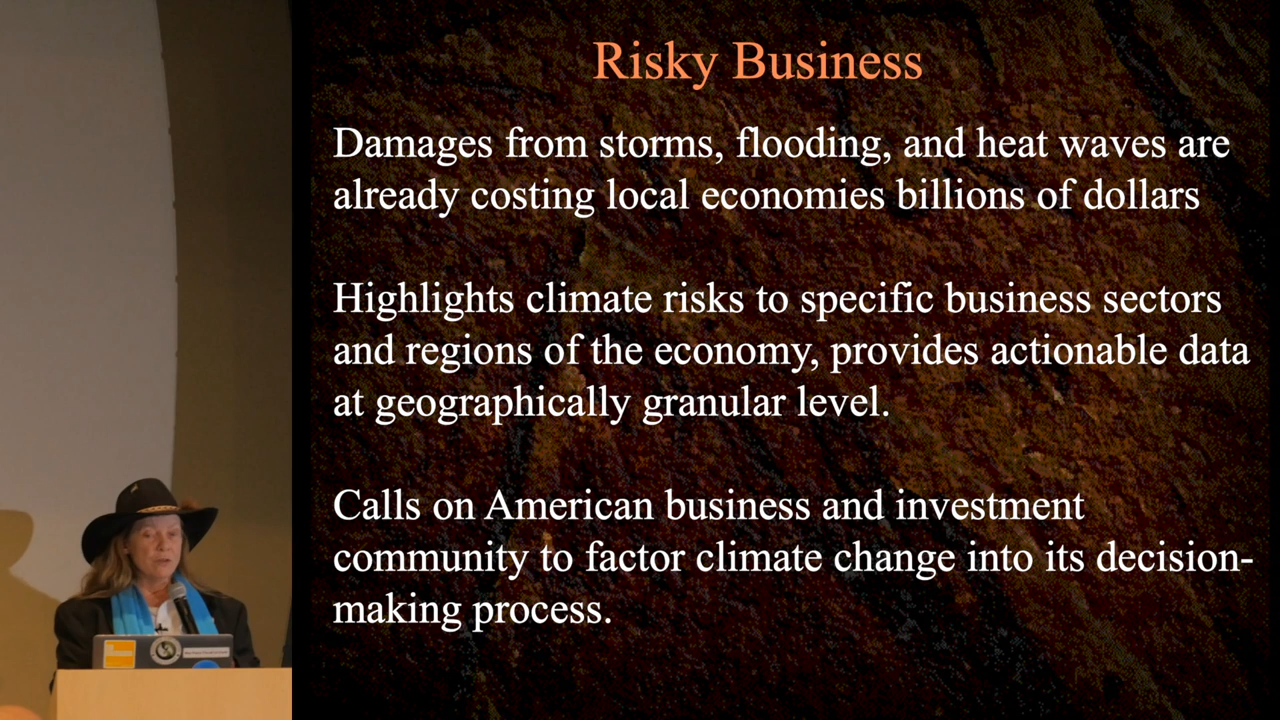 Risky Business
Damages from storms, flooding, and heat waves are
already costing local economies billions of dollars
Highlights climate risks to specific business sectors
and regions of the economy, provides actionable data
at geographically granular level.
Calls on American business and investment
community to factor climate change into its decision-
making process.